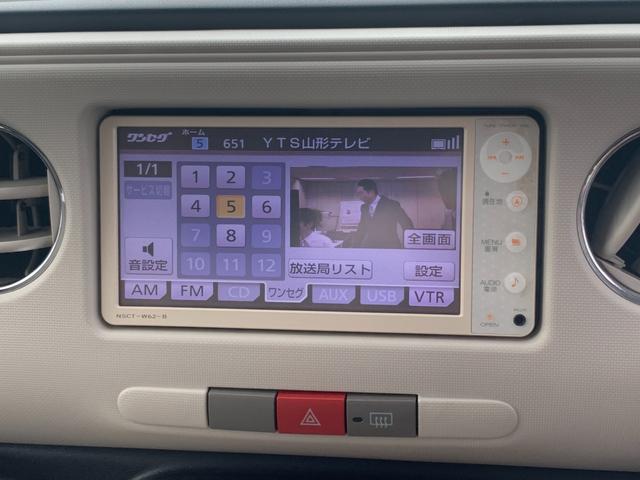 ワンセグ ホーム 5 651 YTS山形テレビ
1/1
サービス切替
1 2 3
4 5 6
7 8 9
10 11 12
音設定
全画面
放送局リスト 設定
AM FM CD ワンセグ AUX USB VTR
NSCT-W62-B
現在地
MENU
AUDIO
OPEN